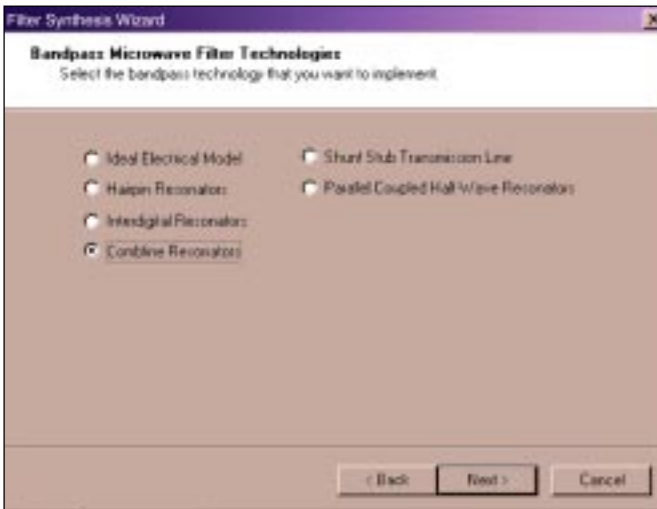 Filter Synthesis Wizard
Bandpass Microwave Filter Technologies
Select the bandpass technology that you want to implement
Ideal Electrical Model
Hairpin Resonators
Interdigital Resonators
Combline Resonators
Shunt Stub Transmission Line
Parallel Coupled Half-Wave Resonators
< Back
Next >
Cancel